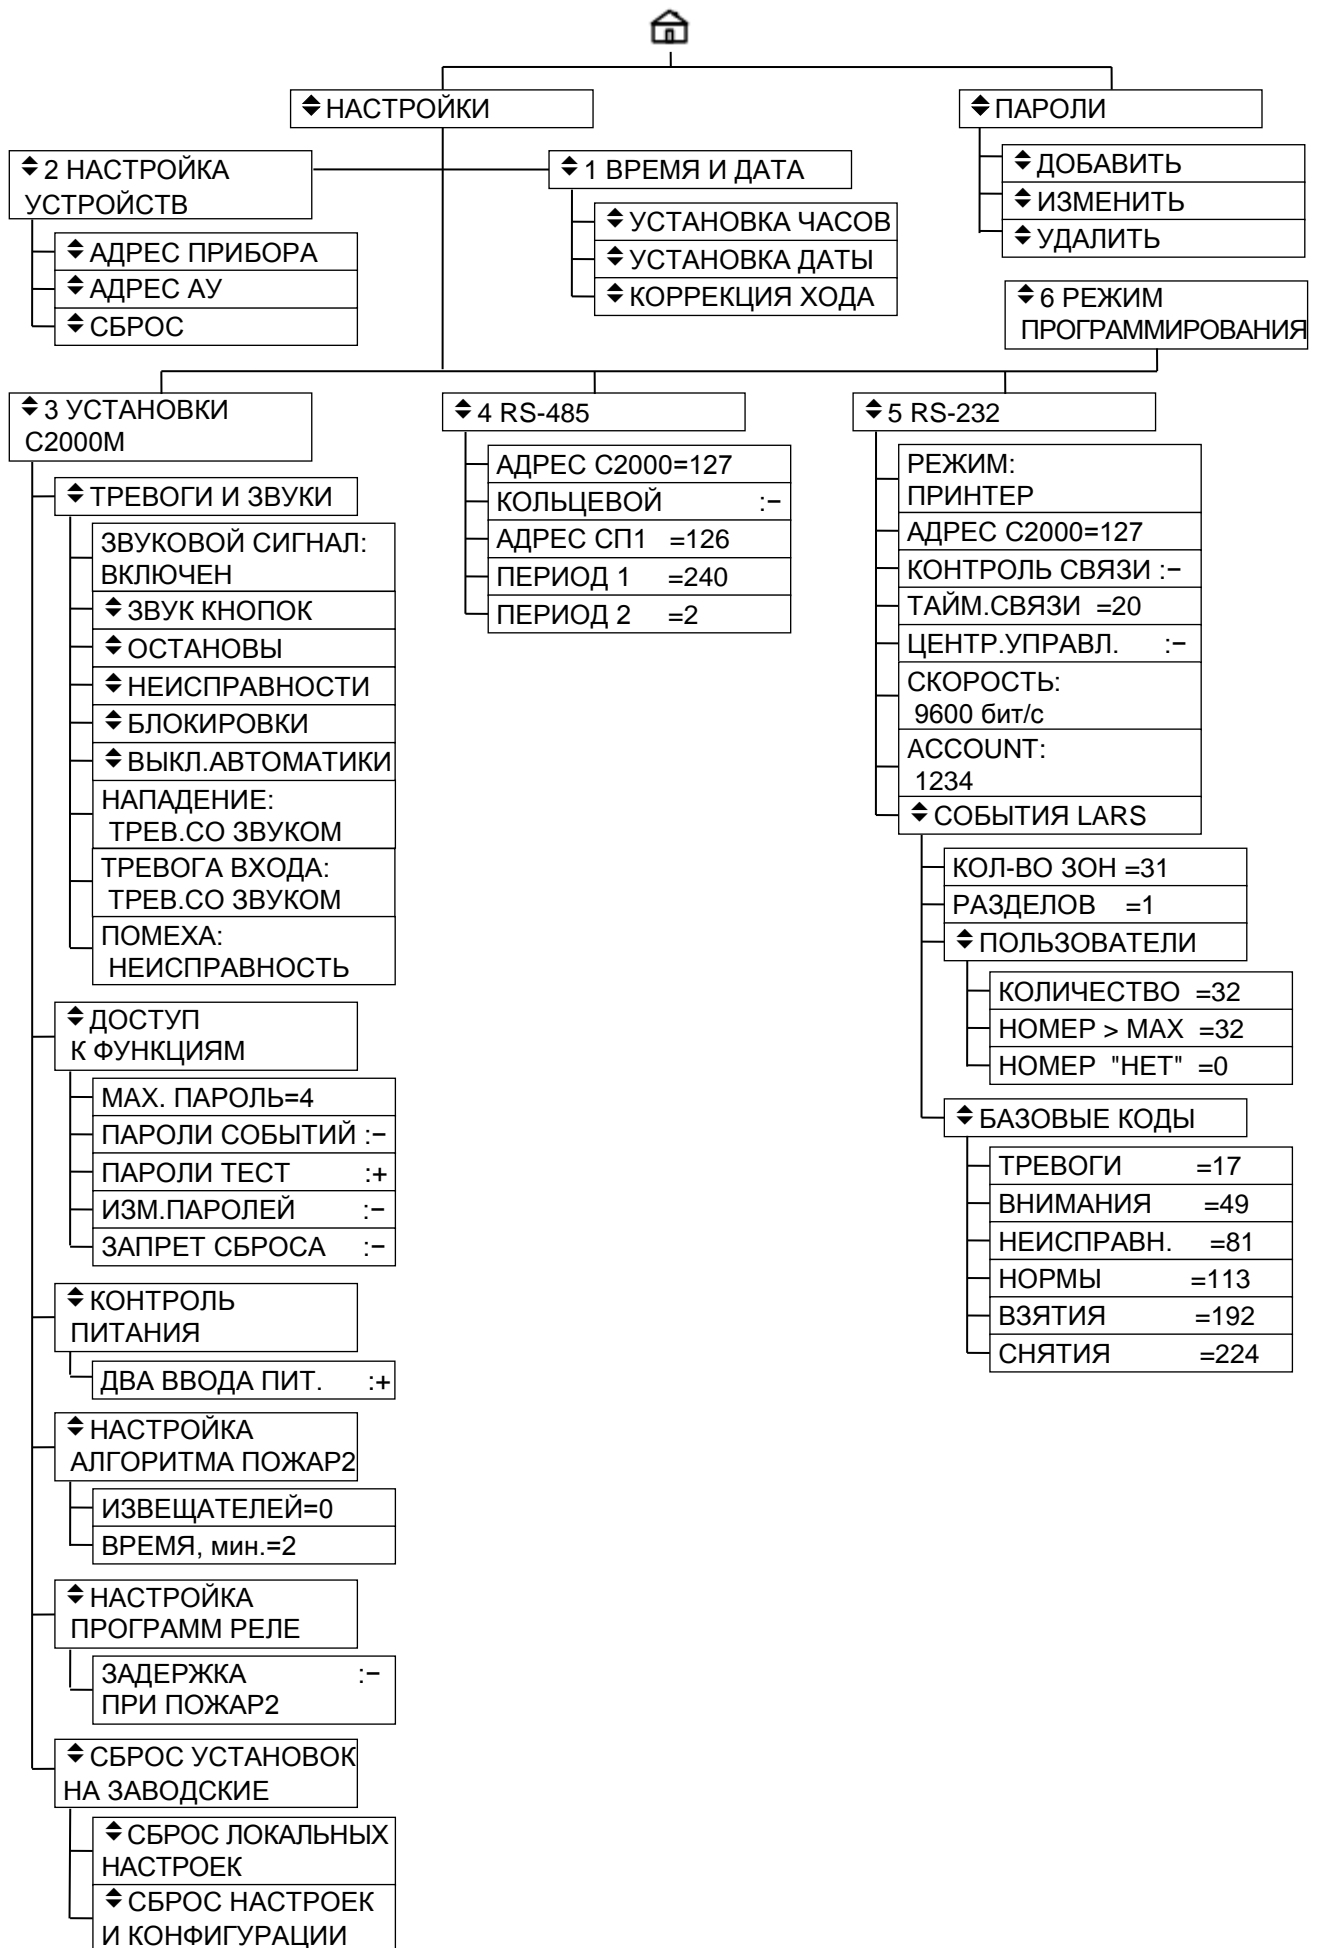 НАСТРОЙКИ
ПАРОЛИ
ДОБАВИТЬ
ИЗМЕНИТЬ
УДАЛИТЬ
2 НАСТРОЙКА
УСТРОЙСТВ
АДРЕС ПРИБОРА
АДРЕС АУ
СБРОС
1 ВРЕМЯ И ДАТА
УСТАНОВКА ЧАСОВ
УСТАНОВКА ДАТЫ
КОРРЕКЦИЯ ХОДА
6 РЕЖИМ
ПРОГРАММИРОВАНИЯ
3 УСТАНОВКИ
С2000М
ТРЕВОГИ И ЗВУКИ
ЗВУКОВОЙ СИГНАЛ:
ВКЛЮЧЕН
ЗВУК КНОПОК
ОСТАНОВЫ
НЕИСПРАВНОСТИ
БЛОКИРОВКИ
ВЫКЛ.АВТОМАТИКИ
НАПАДЕНИЕ:
ТРЕВ.СО ЗВУКОМ
ТРЕВОГА ВХОДА:
ТРЕВ.СО ЗВУКОМ
ПОМЕХА:
НЕИСПРАВНОСТЬ
ДОСТУП
К ФУНКЦИЯМ
МАХ. ПАРОЛЬ=4
ПАРОЛИ СОБЫТИЙ :−
ПАРОЛИ ТЕСТ :+
ИЗМ.ПАРОЛЕЙ :−
ЗАПРЕТ СБРОСА :−
КОНТРОЛЬ
ПИТАНИЯ
ДВА ВВОДА ПИТ. :+
НАСТРОЙКА
АЛГОРИТМА ПОЖАР2
ИЗВЕЩАТЕЛЕЙ=0
ВРЕМЯ, мин.=2
НАСТРОЙКА
ПРОГРАММ РЕЛЕ
ЗАДЕРЖКА :−
ПРИ ПОЖАР2
СБРОС УСТАНОВОК
НА ЗАВОДСКИЕ
СБРОС ЛОКАЛЬНЫХ
НАСТРОЕК
СБРОС НАСТРОЕК
И КОНФИГУРАЦИИ
4 RS-485
АДРЕС С2000=127
КОЛЬЦЕВОЙ :−
АДРЕС СП1 =126
ПЕРИОД 1 =240
ПЕРИОД 2 =2
5 RS-232
РЕЖИМ:
ПРИНТЕР
АДРЕС С2000=127
КОНТРОЛЬ СВЯЗИ :−
ТАЙМ.СВЯЗИ =20
ЦЕНТР.УПРАВЛ. :−
СКОРОСТЬ:
9600 бит/с
ACCOUNT:
1234
СОБЫТИЯ LARS
КОЛ-ВО ЗОН =31
РАЗДЕЛОВ =1
ПОЛЬЗОВАТЕЛИ
КОЛИЧЕСТВО =32
НОМЕР > MAX =32
НОМЕР "НЕТ" =0
БАЗОВЫЕ КОДЫ
ТРЕВОГИ =17
ВНИМАНИЯ =49
НЕИСПРАВН. =81
НОРМЫ =113
ВЗЯТИЯ =192
СНЯТИЯ =224